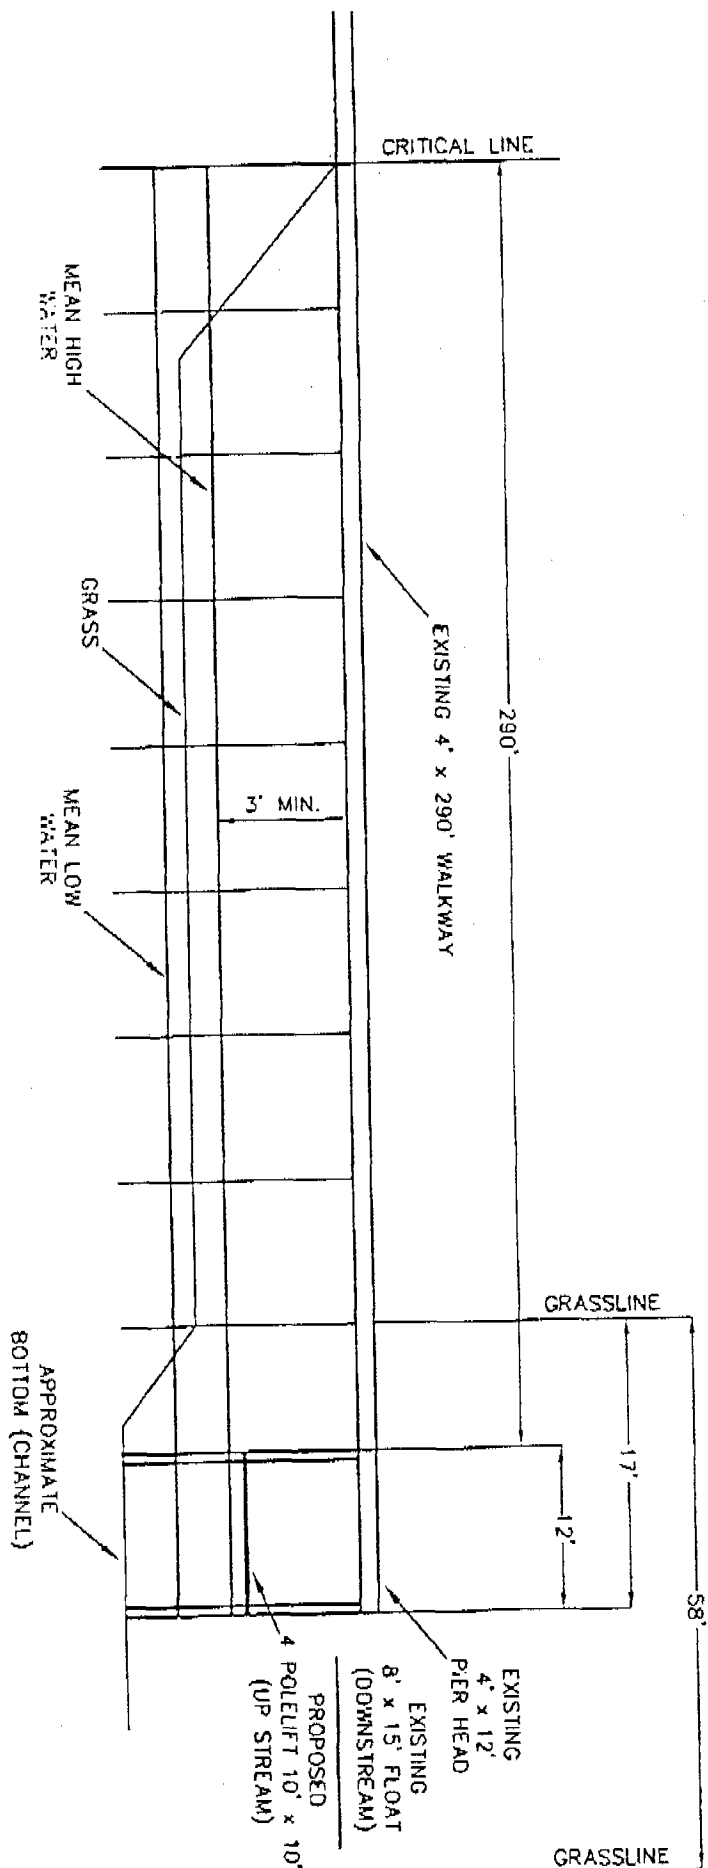 CRITICAL LINE
MEAN HIGH
WATER
EXISTING 4' x 290' WALKWAY
290'
GRASS
3' MIN.
MEAN LOW
WATER
GRASSLINE
17'
12'
58'
APPROXIMATE
BOTTOM (CHANNEL)
EXISTING
4' x 12'
PIER HEAD
EXISTING
8' x 15' FLOAT
(DOWNSTREAM)
PROPOSED
4 POLELIFT 10' x 10'
(UP STREAM)
GRASSLINE